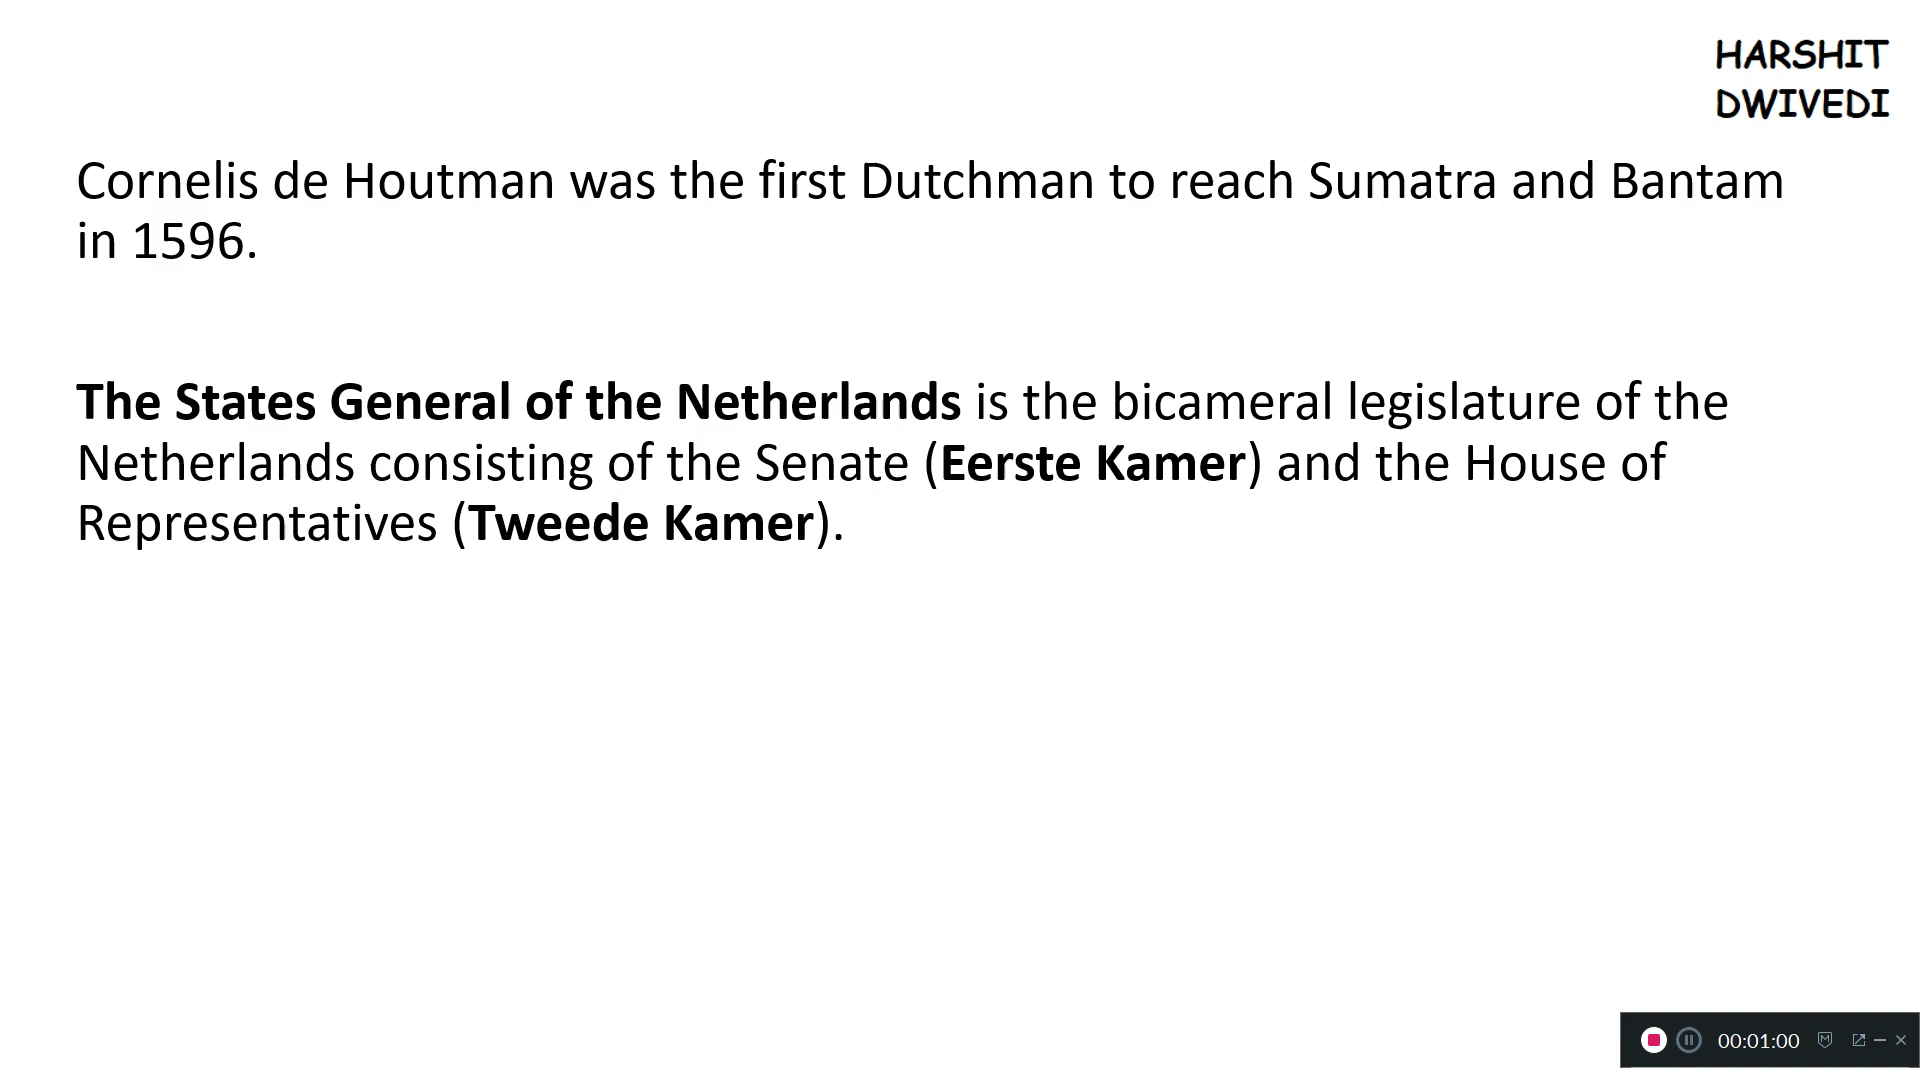 HARSHIT
DWIVEDI
Cornelis de Houtman was the first Dutchman to reach Sumatra and Bantam
in 1596.
The States General of the Netherlands is the bicameral legislature of the
Netherlands consisting of the Senate (Eerste Kamer) and the House of
Representatives (Tweede Kamer).
00:01:00